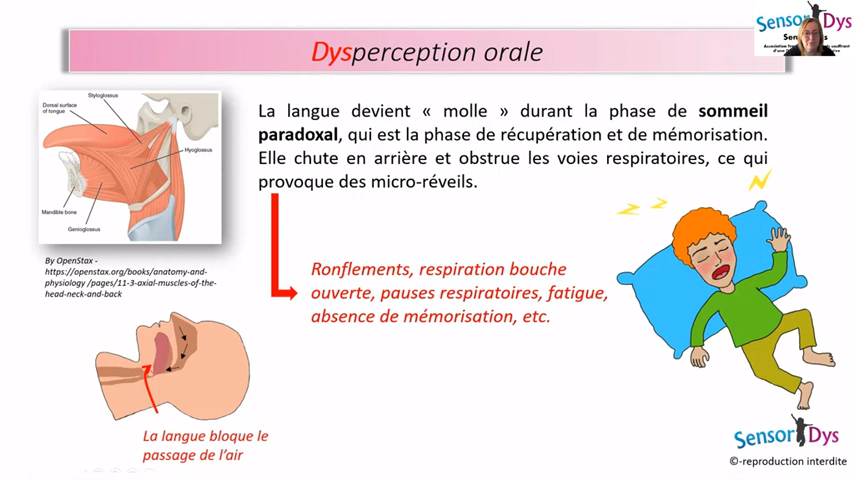 Dysperception orale
Sensor Dys
Styloglossus
Dorsal surface
of tongue
Hyoglossus
Mandible bone
Genioglossus
By OpenStax -
https://openstax.org/books/anatomy-and-
physiology /pages/11-3-axial-muscles-of-the-
head-neck-and-back
La langue devient « molle » durant la phase de sommeil
paradoxal, qui est la phase de récupération et de mémorisation.
Elle chute en arrière et obstrue les voies respiratoires, ce qui
provoque des micro-réveils.
Ronflements, respiration bouche
ouverte, pauses respiratoires, fatigue,
absence de mémorisation, etc.
La langue bloque le
passage de l'air
Sensor Dys
©-reproduction interdite